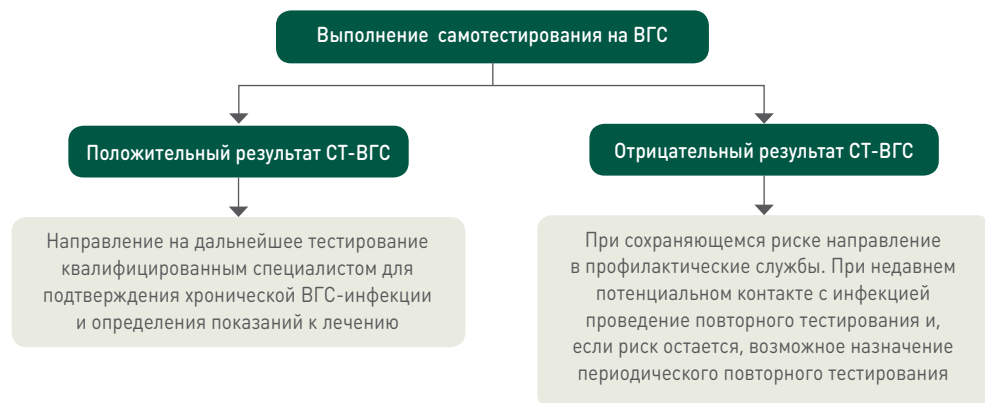 Выполнение самотестирования на ВГС
Положительный результат СТ-ВГС
Отрицательный результат СТ-ВГС
Направление на дальнейшее тестирование
квалифицированным специалистом для
подтверждения хронической ВГС-инфекции
и определения показаний к лечению
При сохраняющемся риске направление
в профилактические службы. При недавнем
потенциальном контакте с инфекцией
проведение повторного тестирования и,
если риск остается, возможное назначение
периодического повторного тестирования